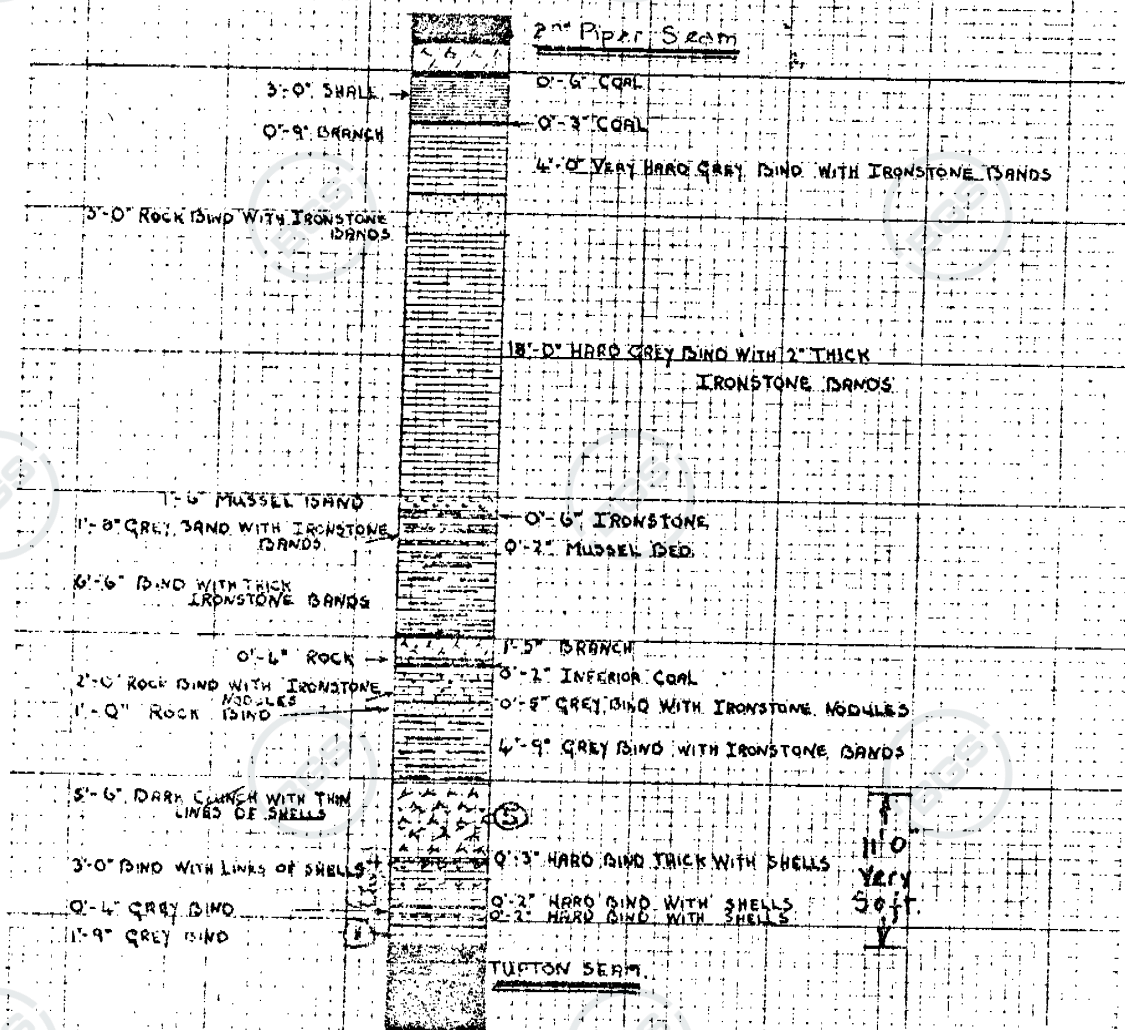 2nd Piper Seam
0'-6" COAL
3'-0" SHALE
0'-3" COAL
0'-9" BRANCH
4'-0" VERY HARD GREY BIND WITH IRONSTONE BANDS
3'-0" ROCK BIND WITH IRONSTONE
BANDS
18'-0" HARD GREY BIND WITH 2" THICK
IRONSTONE BANDS
1'-6" MUSSEL BAND
0'-6" IRONSTONE
1'-8" GREY BAND WITH IRONSTONE
BANDS
0'-2" MUSSEL BED
6'-6" BIND WITH THICK
IRONSTONE BANDS
1'-5" BRANCH
0'-4" ROCK
0'-2" INFERIOR COAL
2'-0" ROCK BIND WITH IRONSTONE
NODULES
0'-5" GREY BIND WITH IRONSTONE NODULES
1'-0" ROCK BIND
4'-9" GREY BIND WITH IRONSTONE BANDS
5'-6" DARK CLUNCH WITH THIN
LINES OF SHELLS
11'0"
Very
Soft
0'-3" HARD BIND THICK WITH SHELLS
3'-0" BIND WITH LINES OF SHELLS
0'-2" HARD BIND WITH SHELLS
0'-4" GREY BIND
0'-2" HARD BIND WITH SHELLS
1'-9" GREY BIND
TUPTON SEAM.
BGS
BGS
BGS
BGS
BGS